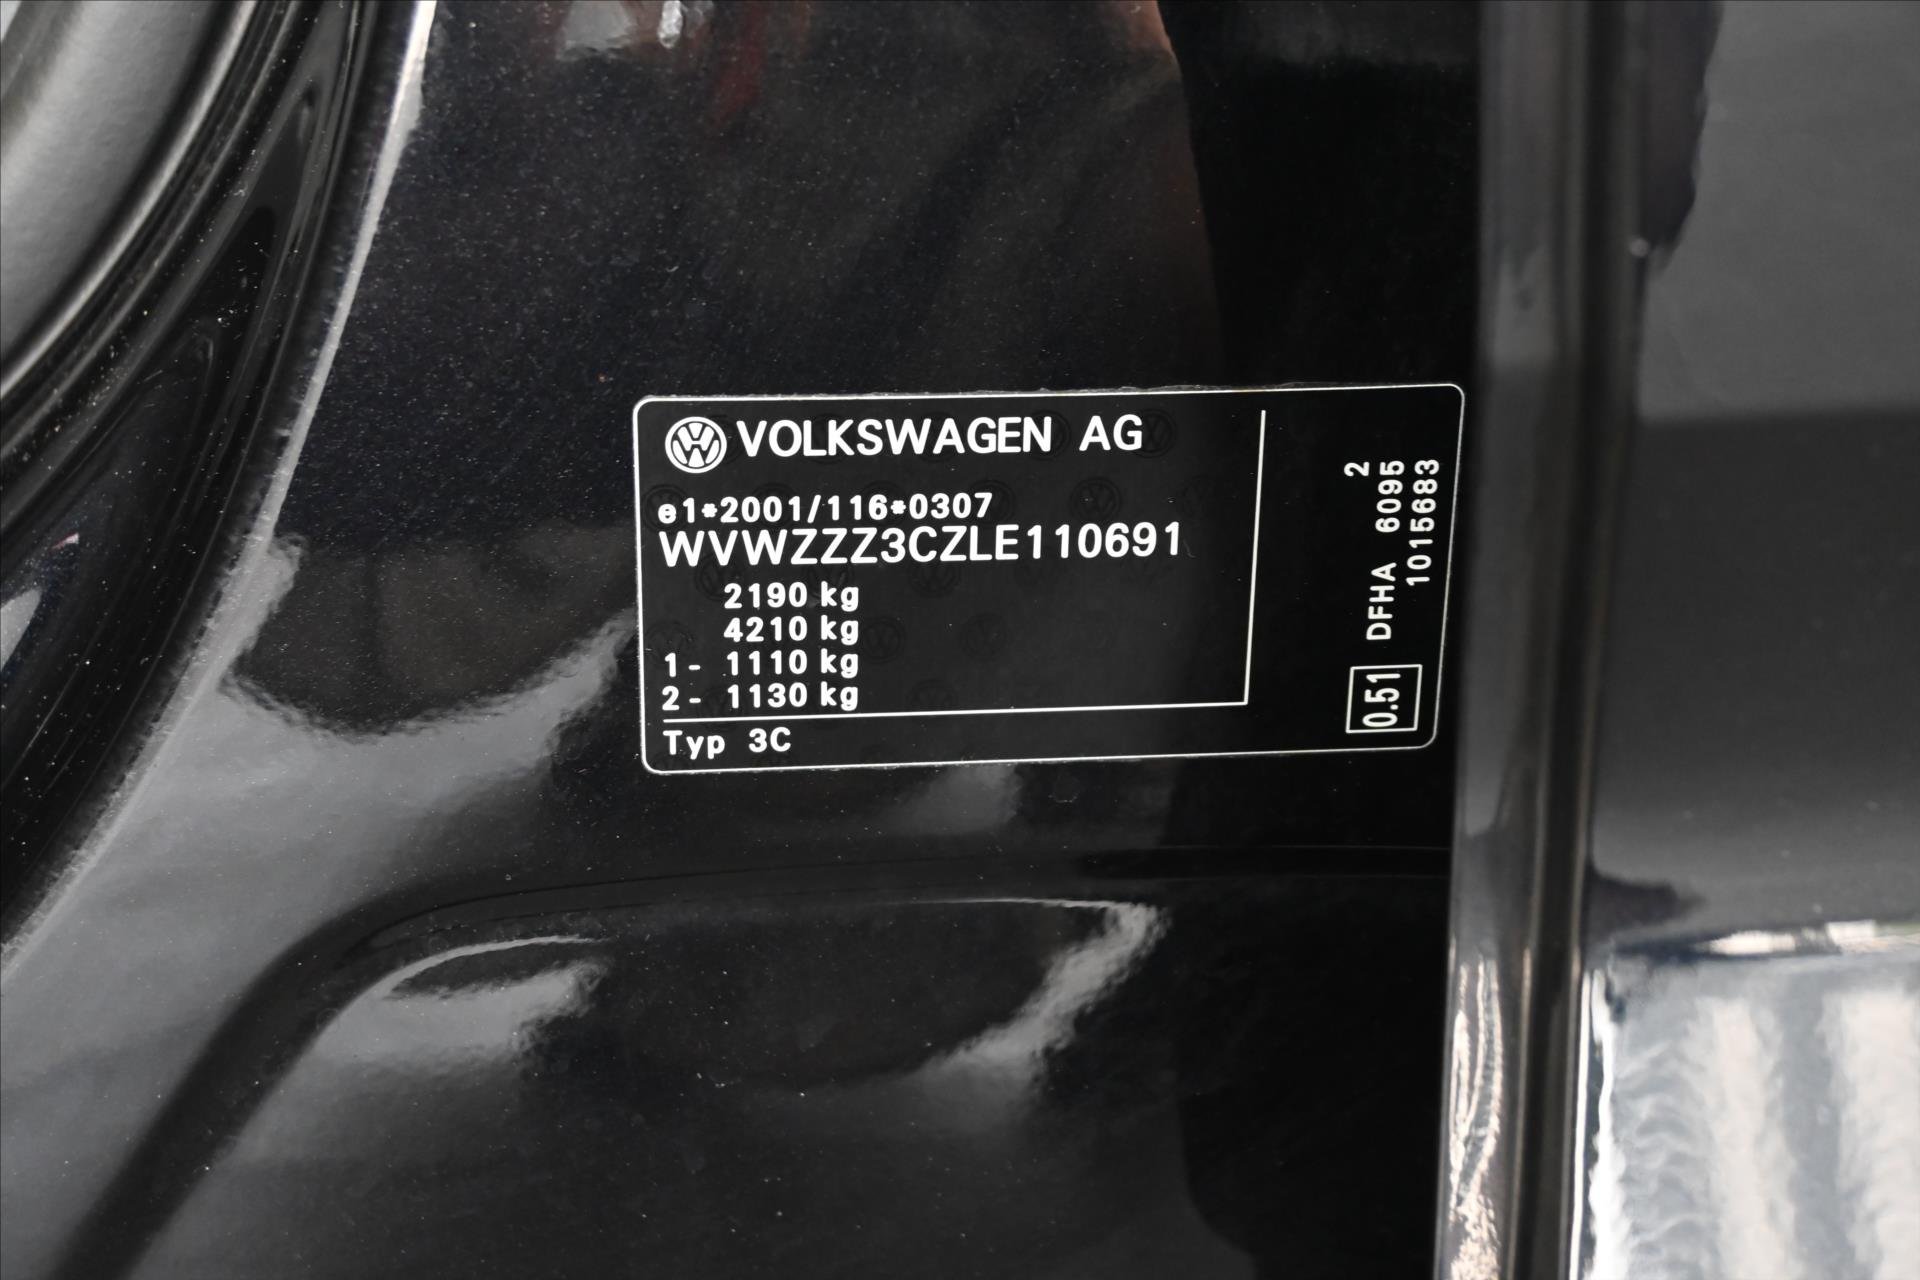 VOLKSWAGEN AG
e1*2001/116*0307
WVWZZZ3CZLE110691
2190 kg
4210 kg
1- 1110 kg
2- 1130 kg
Typ 3C
2
0.51 DFHA 6095
1015683